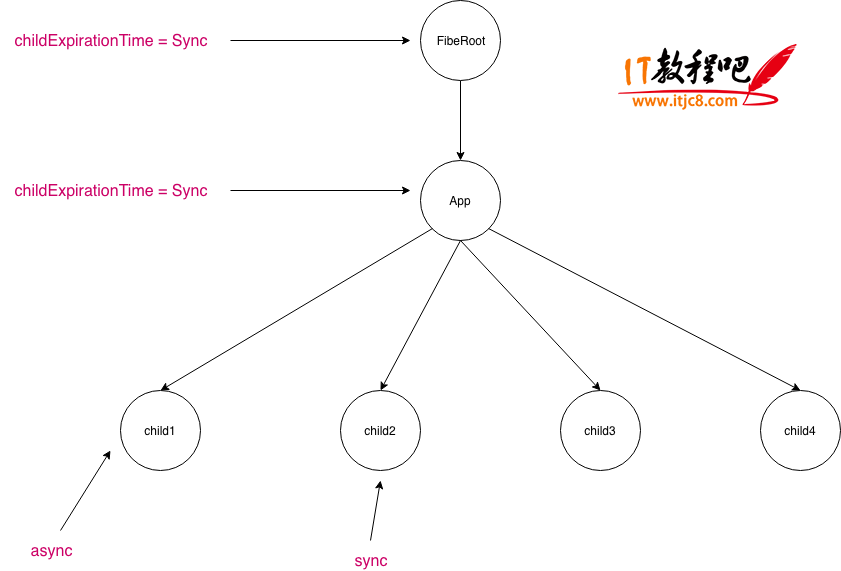 childExpirationTime = Sync
FibeRoot
IT教程吧
www.itjc8.com
childExpirationTime = Sync
App
child1
child2
child3
child4
async
sync